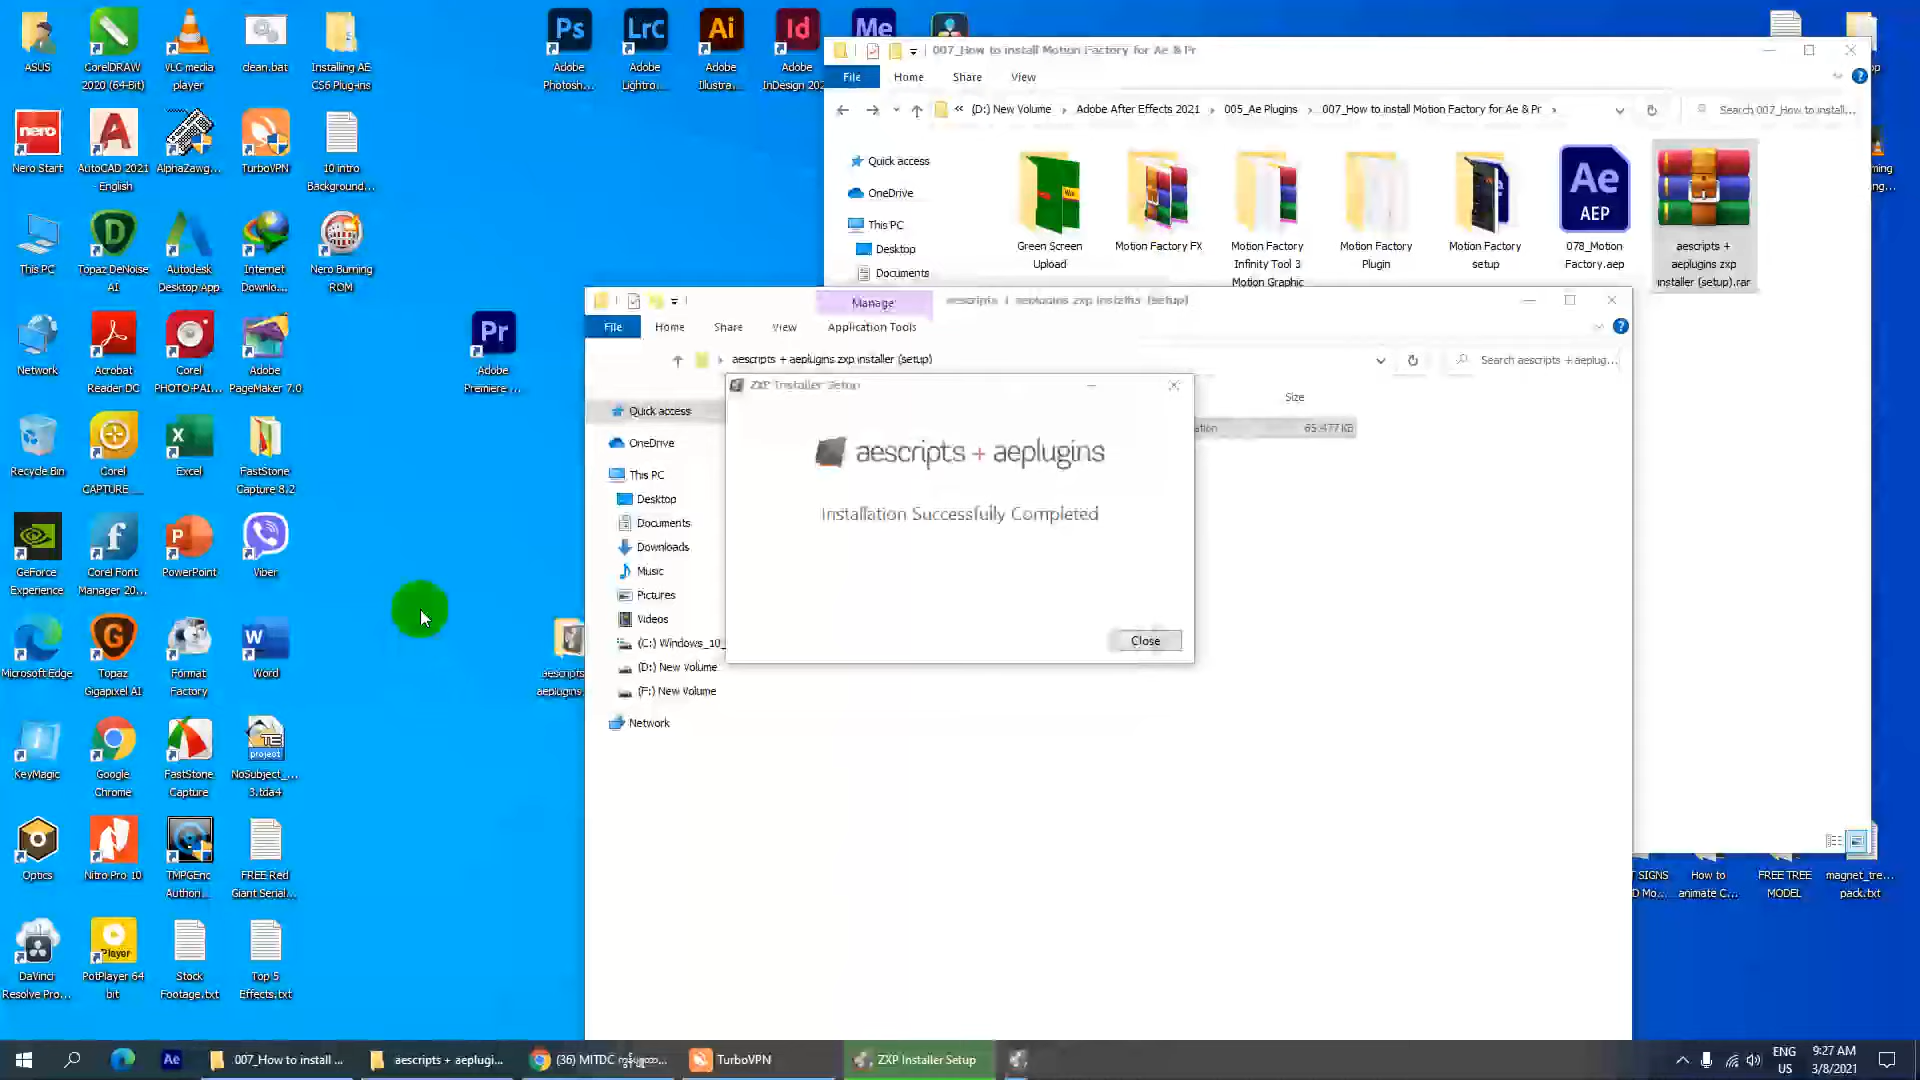 ASUS
CorelDRAW
2020 (64-Bit)
VLC media
player
clean.bat
Installing AE
CS6 Plug-ins
Ps
Adobe
Photosh...
Lrc
Adobe
Lightro...
Ai
Adobe
Illustra...
Id
Adobe
InDesign 202
Me
nero
Nero Start
AutoCAD 2021
- English
AlphaZawg...
TurboVPN
10 intro
Background...
This PC
Topaz DeNoise
AI
Autodesk
Desktop App
Internet
Downlo...
Nero Burning
ROM
Network
Acrobat
Reader DC
Corel
PHOTO-PAI...
Adobe
PageMaker 7.0
Pr
Adobe
Premiere ...
Recycle Bin
Corel
CAPTURE ...
Excel
FastStone
Capture 8.2
GeForce
Experience
Corel Font
Manager 20...
PowerPoint
Viber
Microsoft Edge
Topaz
Gigapixel AI
Format
Factory
Word
aescripts
aeplugins.
KeyMagic
Google
Chrome
FastStone
Capture
NoSubject_...
3.tda4
Optics
Nitro Pro 10
TMPGEnc
Authori...
FREE Red
Giant Serial...
DaVinci
Resolve Pro...
PotPlayer 64
bit
Stock
Footage.txt
Top 5
Effects.txt
007_How to install Motion Factory for Ae & Pr
File Home Share View
« (D:) New Volume › Adobe After Effects 2021 › 005_Ae Plugins › 007_How to install Motion Factory for Ae & Pr ›
Search 007_How to install...
Quick access
OneDrive
This PC
Desktop
Documents
Green Screen
Upload
Motion Factory FX
Motion Factory
Infinity Tool 3
Motion Graphic
Motion Factory
Plugin
Motion Factory
setup
Ae
AEP
078_Motion
Factory.aep
aescripts +
aeplugins zxp
installer (setup).rar
Manage
aescripts + aeplugins zxp installer (setup)
File Home Share View Application Tools
› aescripts + aeplugins zxp installer (setup)
Search aescripts + aeplug...
Size
ation 65,477 KB
Quick access
OneDrive
This PC
Desktop
Documents
Downloads
Music
Pictures
Videos
(C:) Windows_10_
(D:) New Volume
(F:) New Volume
Network
ZXP Installer Setup
aescripts + aeplugins
Installation Successfully Completed
Close
T SIGNS
D Mo...
How to
animate C...
FREE TREE
MODEL
magnet_tre...
pack.txt
Ae
007_How to install ...
aescripts + aeplugi...
TurboVPN
ZXP Installer Setup
ENG
US
9:27 AM
3/8/2021